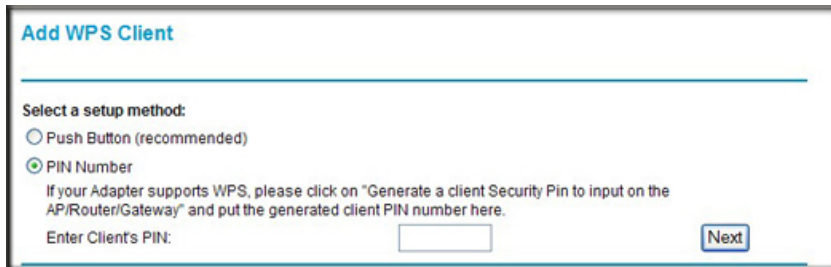 Add WPS Client
Select a setup method:
Push Button (recommended)
PIN Number
If your Adapter supports WPS, please click on "Generate a client Security Pin to input on the
AP/Router/Gateway" and put the generated client PIN number here.
Enter Client's PIN:
Next